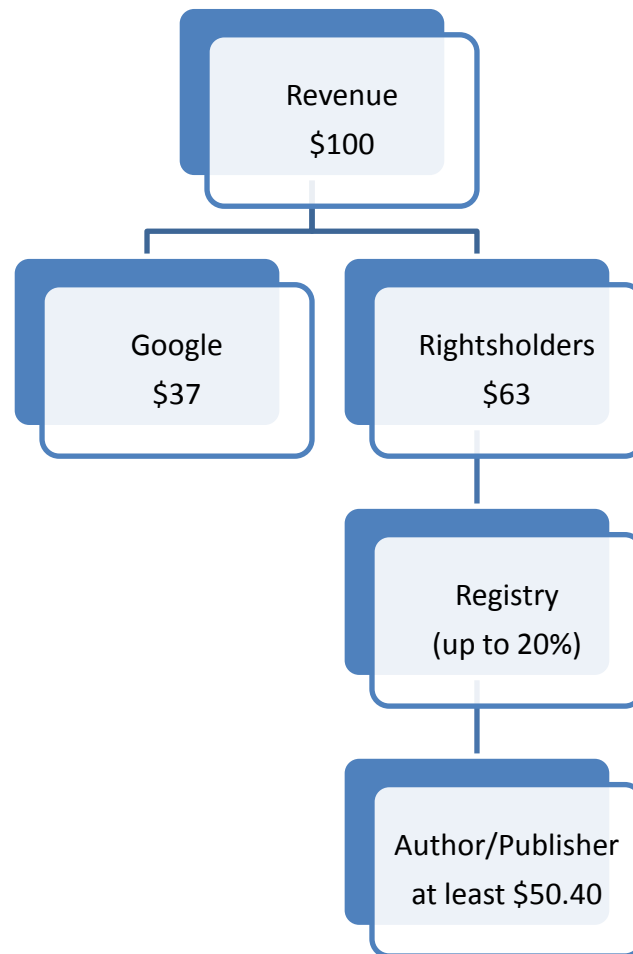 Revenue
$100
Google
$37
Rightsholders
$63
Registry
(up to 20%)
Author/Publisher
at least $50.40